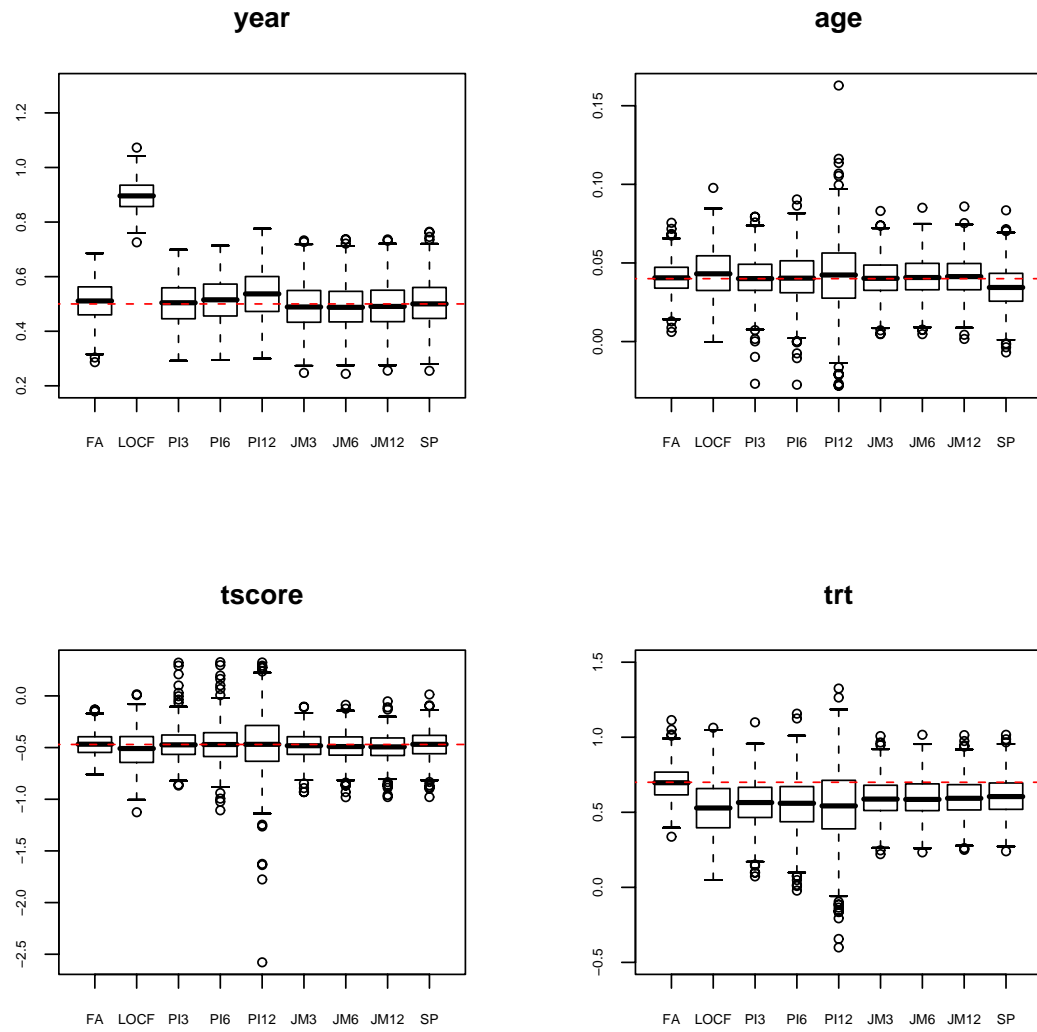 year
1.2
1.0
0.8
0.6
0.4
0.2
FA LOCF PI3 PI6 PI12 JM3 JM6 JM12 SP
age
0.15
0.10
0.05
0.00
FA LOCF PI3 PI6 PI12 JM3 JM6 JM12 SP
tscore
0.0
−0.5
−1.0
−1.5
−2.0
−2.5
FA LOCF PI3 PI6 PI12 JM3 JM6 JM12 SP
trt
1.5
1.0
0.5
0.0
−0.5
FA LOCF PI3 PI6 PI12 JM3 JM6 JM12 SP